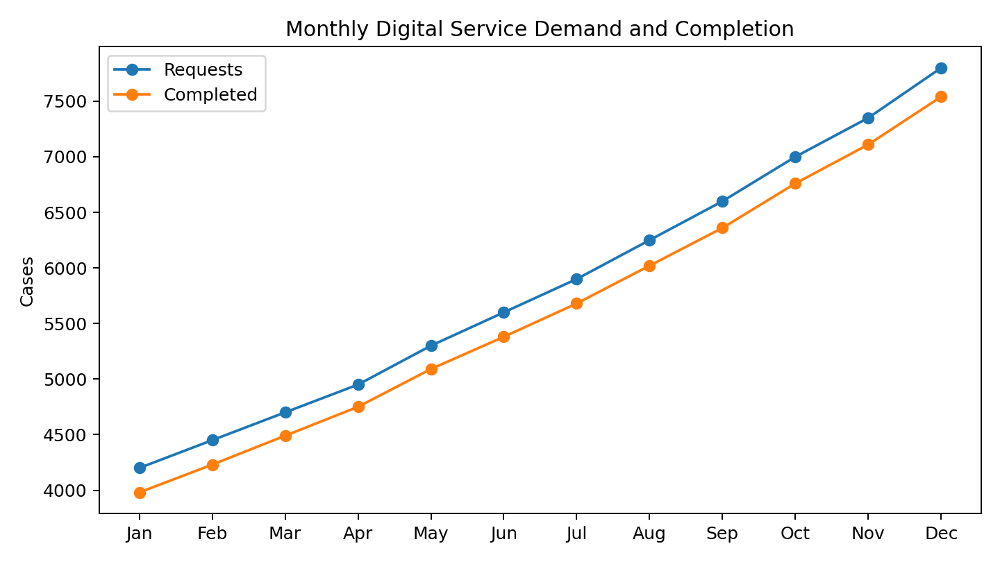 Monthly Digital Service Demand and Completion
Requests
Completed
7500
7000
6500
6000
5500
5000
4500
4000
Cases
Jan Feb Mar Apr May Jun Jul Aug Sep Oct Nov Dec